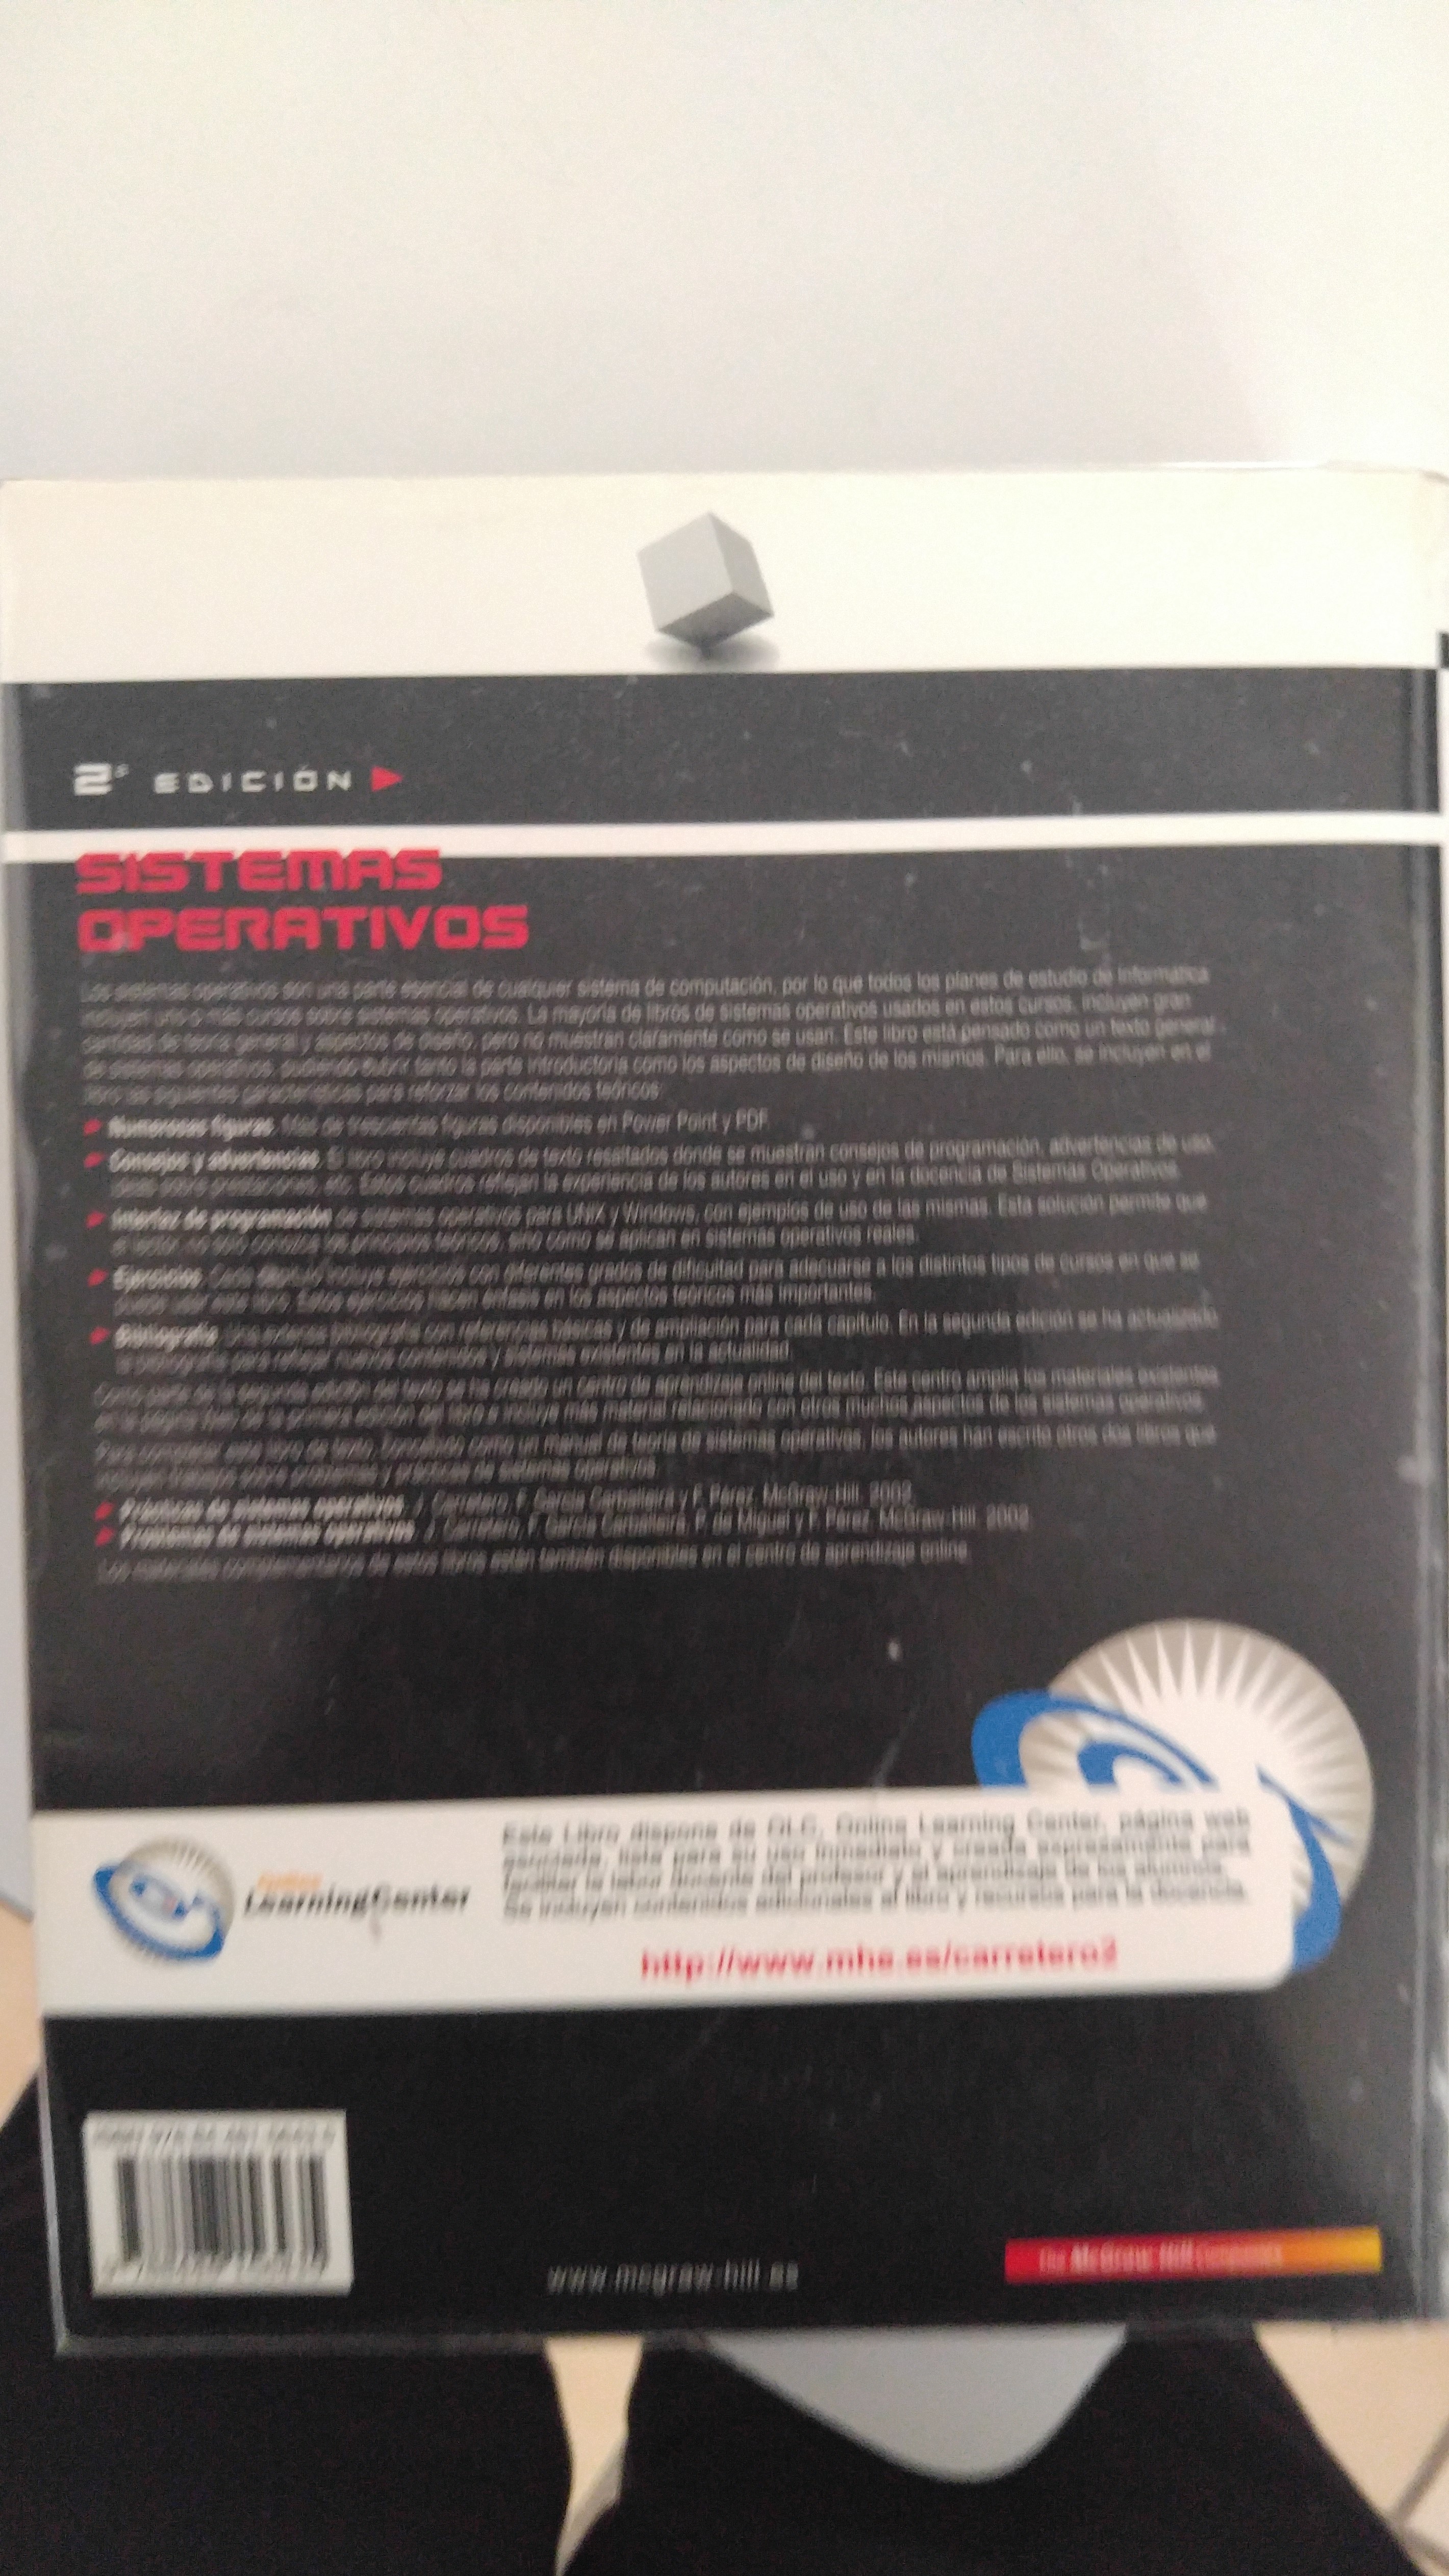 2ª EDICIÓN
SISTEMAS
OPERATIVOS
Los sistemas operativos son una parte esencial de cualquier sistema de computación, por lo que todos los planes de estudio de Informática
incluyen uno o más cursos sobre sistemas operativos. La mayoría de libros de sistemas operativos usados en estos cursos, incluyen gran
cantidad de teoría general y aspectos de diseño, pero no muestran claramente como se usan. Este libro está pensado como un texto general
de sistemas operativos, pudiendo cubrir tanto la parte introductoria como los aspectos de diseño de los mismos. Para ello, se incluyen en el
libro las siguientes características para reforzar los contenidos teóricos:
Numerosas figuras. Más de trescientas figuras disponibles en Power Point y PDF.
Consejos y advertencias. El libro incluye cuadros de texto resaltados donde se muestran consejos de programación, advertencias de uso,
ideas sobre prestaciones, etc. Estos cuadros reflejan la experiencia de los autores en el uso y en la docencia de Sistemas Operativos.
Interfaz de programación de sistemas operativos para UNIX y Windows, con ejemplos de uso de las mismas. Esta solución permite que
el lector, no sólo conozca los principios teóricos, sino como se aplican en sistemas operativos reales.
Ejercicios. Cada capítulo incluye ejercicios con diferentes grados de dificultad para adecuarse a los distintos tipos de cursos en que se
puede usar este libro. Estos ejercicios hacen énfasis en los aspectos teóricos más importantes.
Bibliografía. Una extensa bibliografía con referencias básicas y de ampliación para cada capítulo. En la segunda edición se ha actualizado
la bibliografía para reflejar nuevos contenidos y sistemas existentes en la actualidad.
Como parte de la segunda edición del texto se ha creado un centro de aprendizaje online del texto. Este centro amplía los materiales existentes
en la página Web de la primera edición del libro e incluye más material relacionado con otros muchos aspectos de los sistemas operativos.
Para completar este libro de texto, concebido como un manual de teoría de sistemas operativos, los autores han escrito otros dos libros que
incluyen trabajos sobre problemas y prácticas de sistemas operativos:
Prácticas de sistemas operativos. J. Carretero, F. García Carballeira y F. Pérez. McGraw-Hill. 2002.
Problemas de sistemas operativos. J. Carretero, F. García Carballeira, P. de Miguel y F. Pérez. McGraw-Hill. 2003.
Los materiales complementarios de estos libros están también disponibles en el centro de aprendizaje online.
Este Libro dispone de OLC, Online Learning Center, página web
asociada, lista para su uso inmediato y creada expresamente para
facilitar la labor docente del profesor y el aprendizaje de los alumnos.
Se incluyen contenidos adicionales al libro y recursos para la docencia.
Online
LearningCenter
http://www.mhe.es/carretero2
www.mcgraw-hill.es
The McGraw-Hill Companies